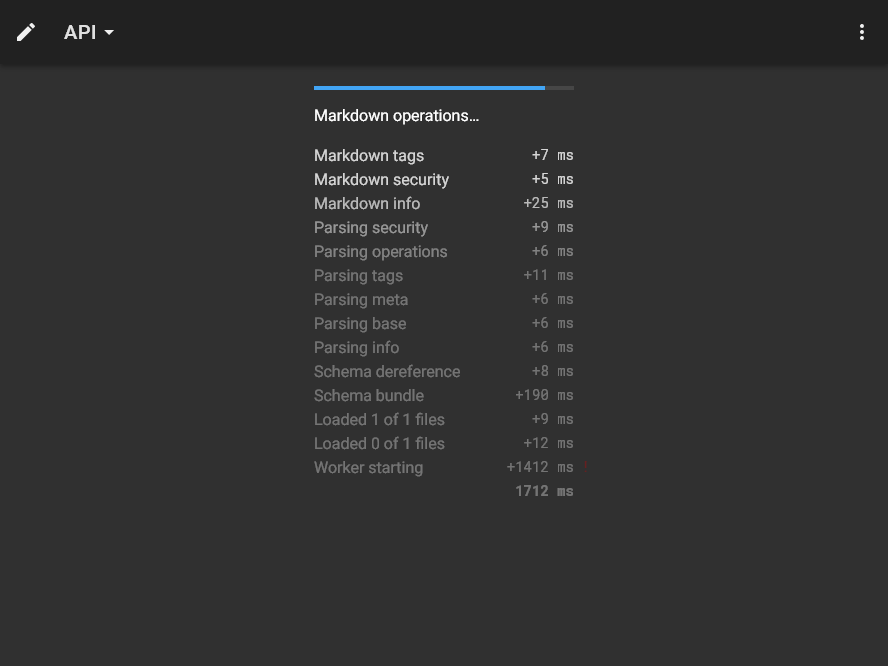 API
Markdown operations…
Markdown tags +7 ms
Markdown security +5 ms
Markdown info +25 ms
Parsing security +9 ms
Parsing operations +6 ms
Parsing tags +11 ms
Parsing meta +6 ms
Parsing base +6 ms
Parsing info +6 ms
Schema dereference +8 ms
Schema bundle +190 ms
Loaded 1 of 1 files +9 ms
Loaded 0 of 1 files +12 ms
Worker starting +1412 ms
1712 ms